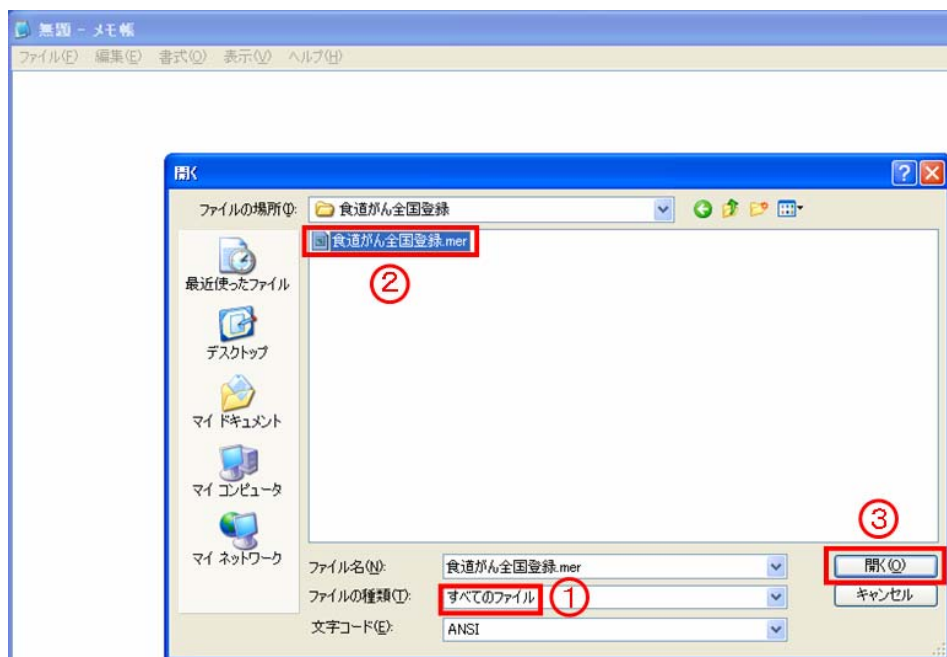 無題 - メモ帳
ファイル(F) 編集(E) 書式(O) 表示(V) ヘルプ(H)
開く
ファイルの場所(I): 食道がん全国登録
食道がん全国登録.mer
②
最近使ったファイル
デスクトップ
マイ ドキュメント
マイ コンピュータ
マイ ネットワーク
③
ファイル名(N): 食道がん全国登録.mer 開く(O)
ファイルの種類(T): すべてのファイル ① キャンセル
文字コード(E): ANSI